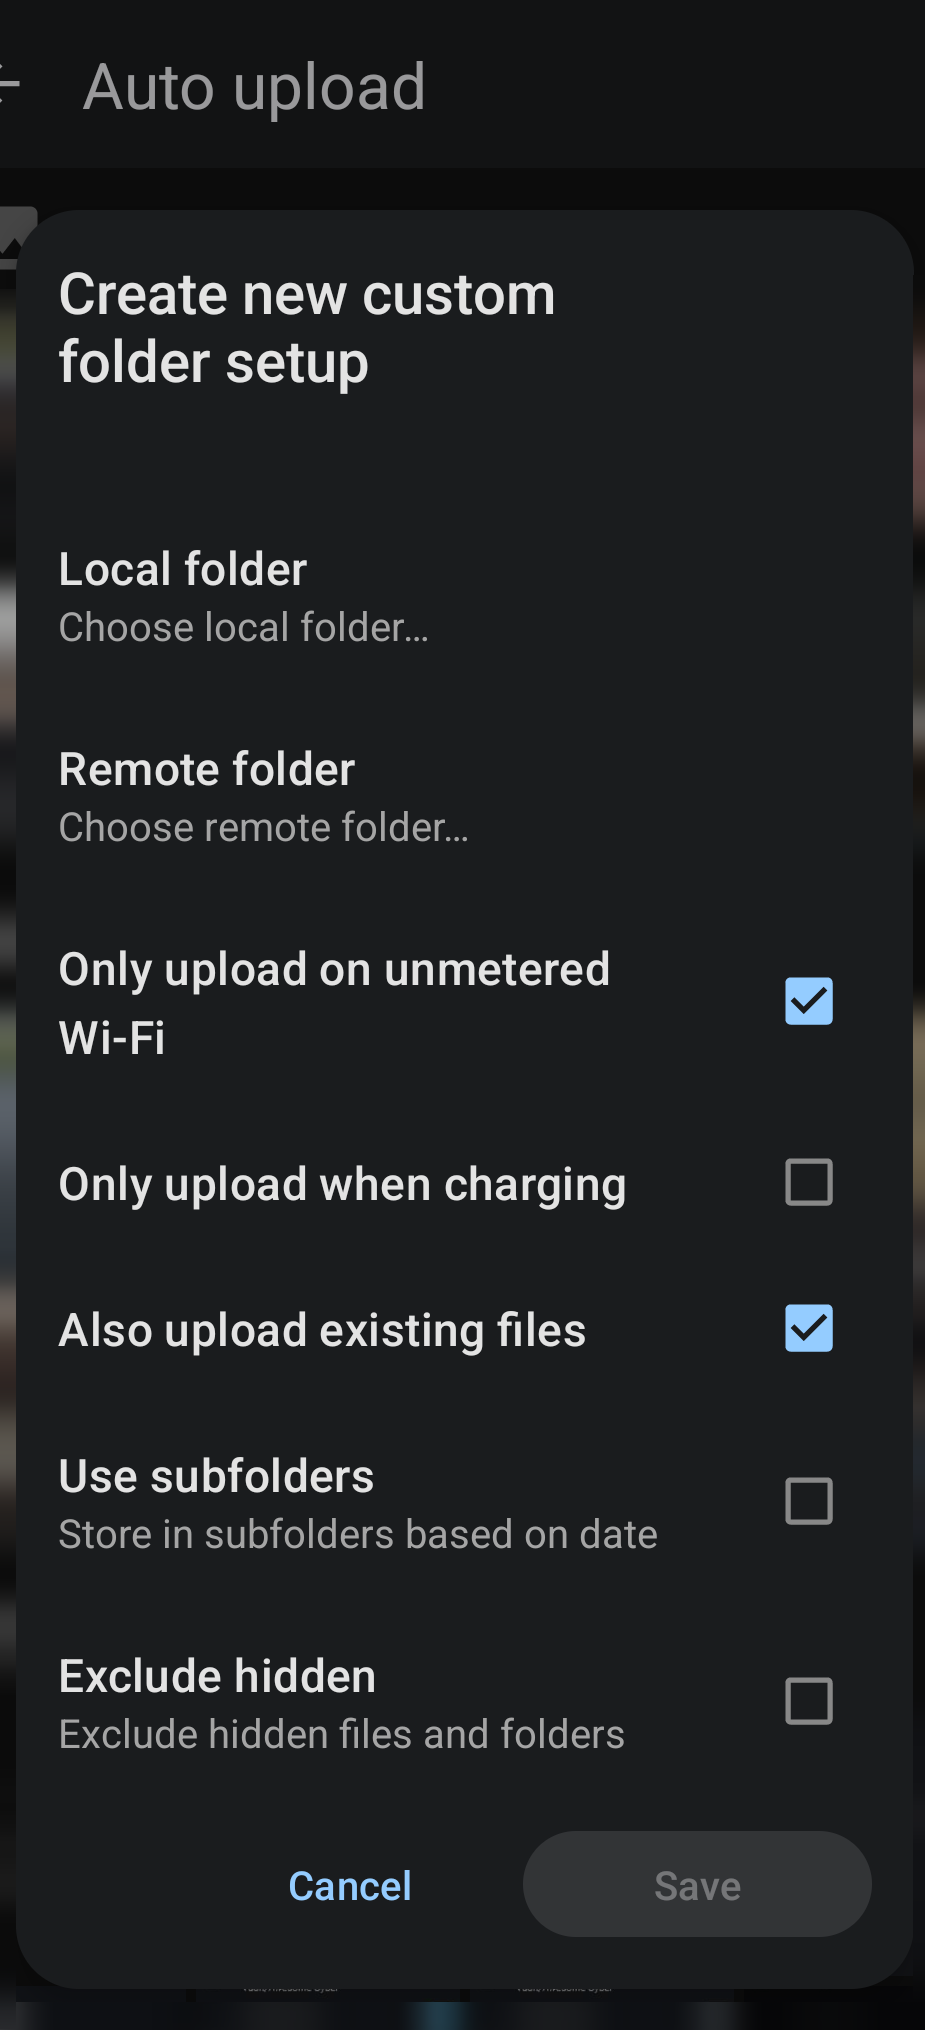 Auto upload
Create new custom
folder setup
Local folder
Choose local folder...
Remote folder
Choose remote folder...
Only upload on unmetered
Wi-Fi
Only upload when charging
Also upload existing files
Use subfolders
Store in subfolders based on date
Exclude hidden
Exclude hidden files and folders
Cancel
Save